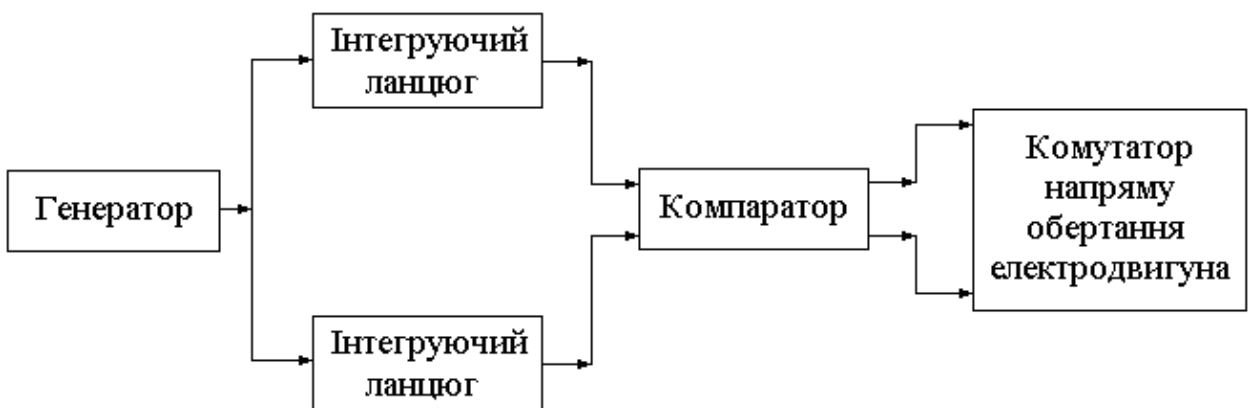 Інтегруючий
ланцюг
Генератор
Компаратор
Комутатор
напряму
обертання
електродвигуна
Інтегруючий
ланцюг